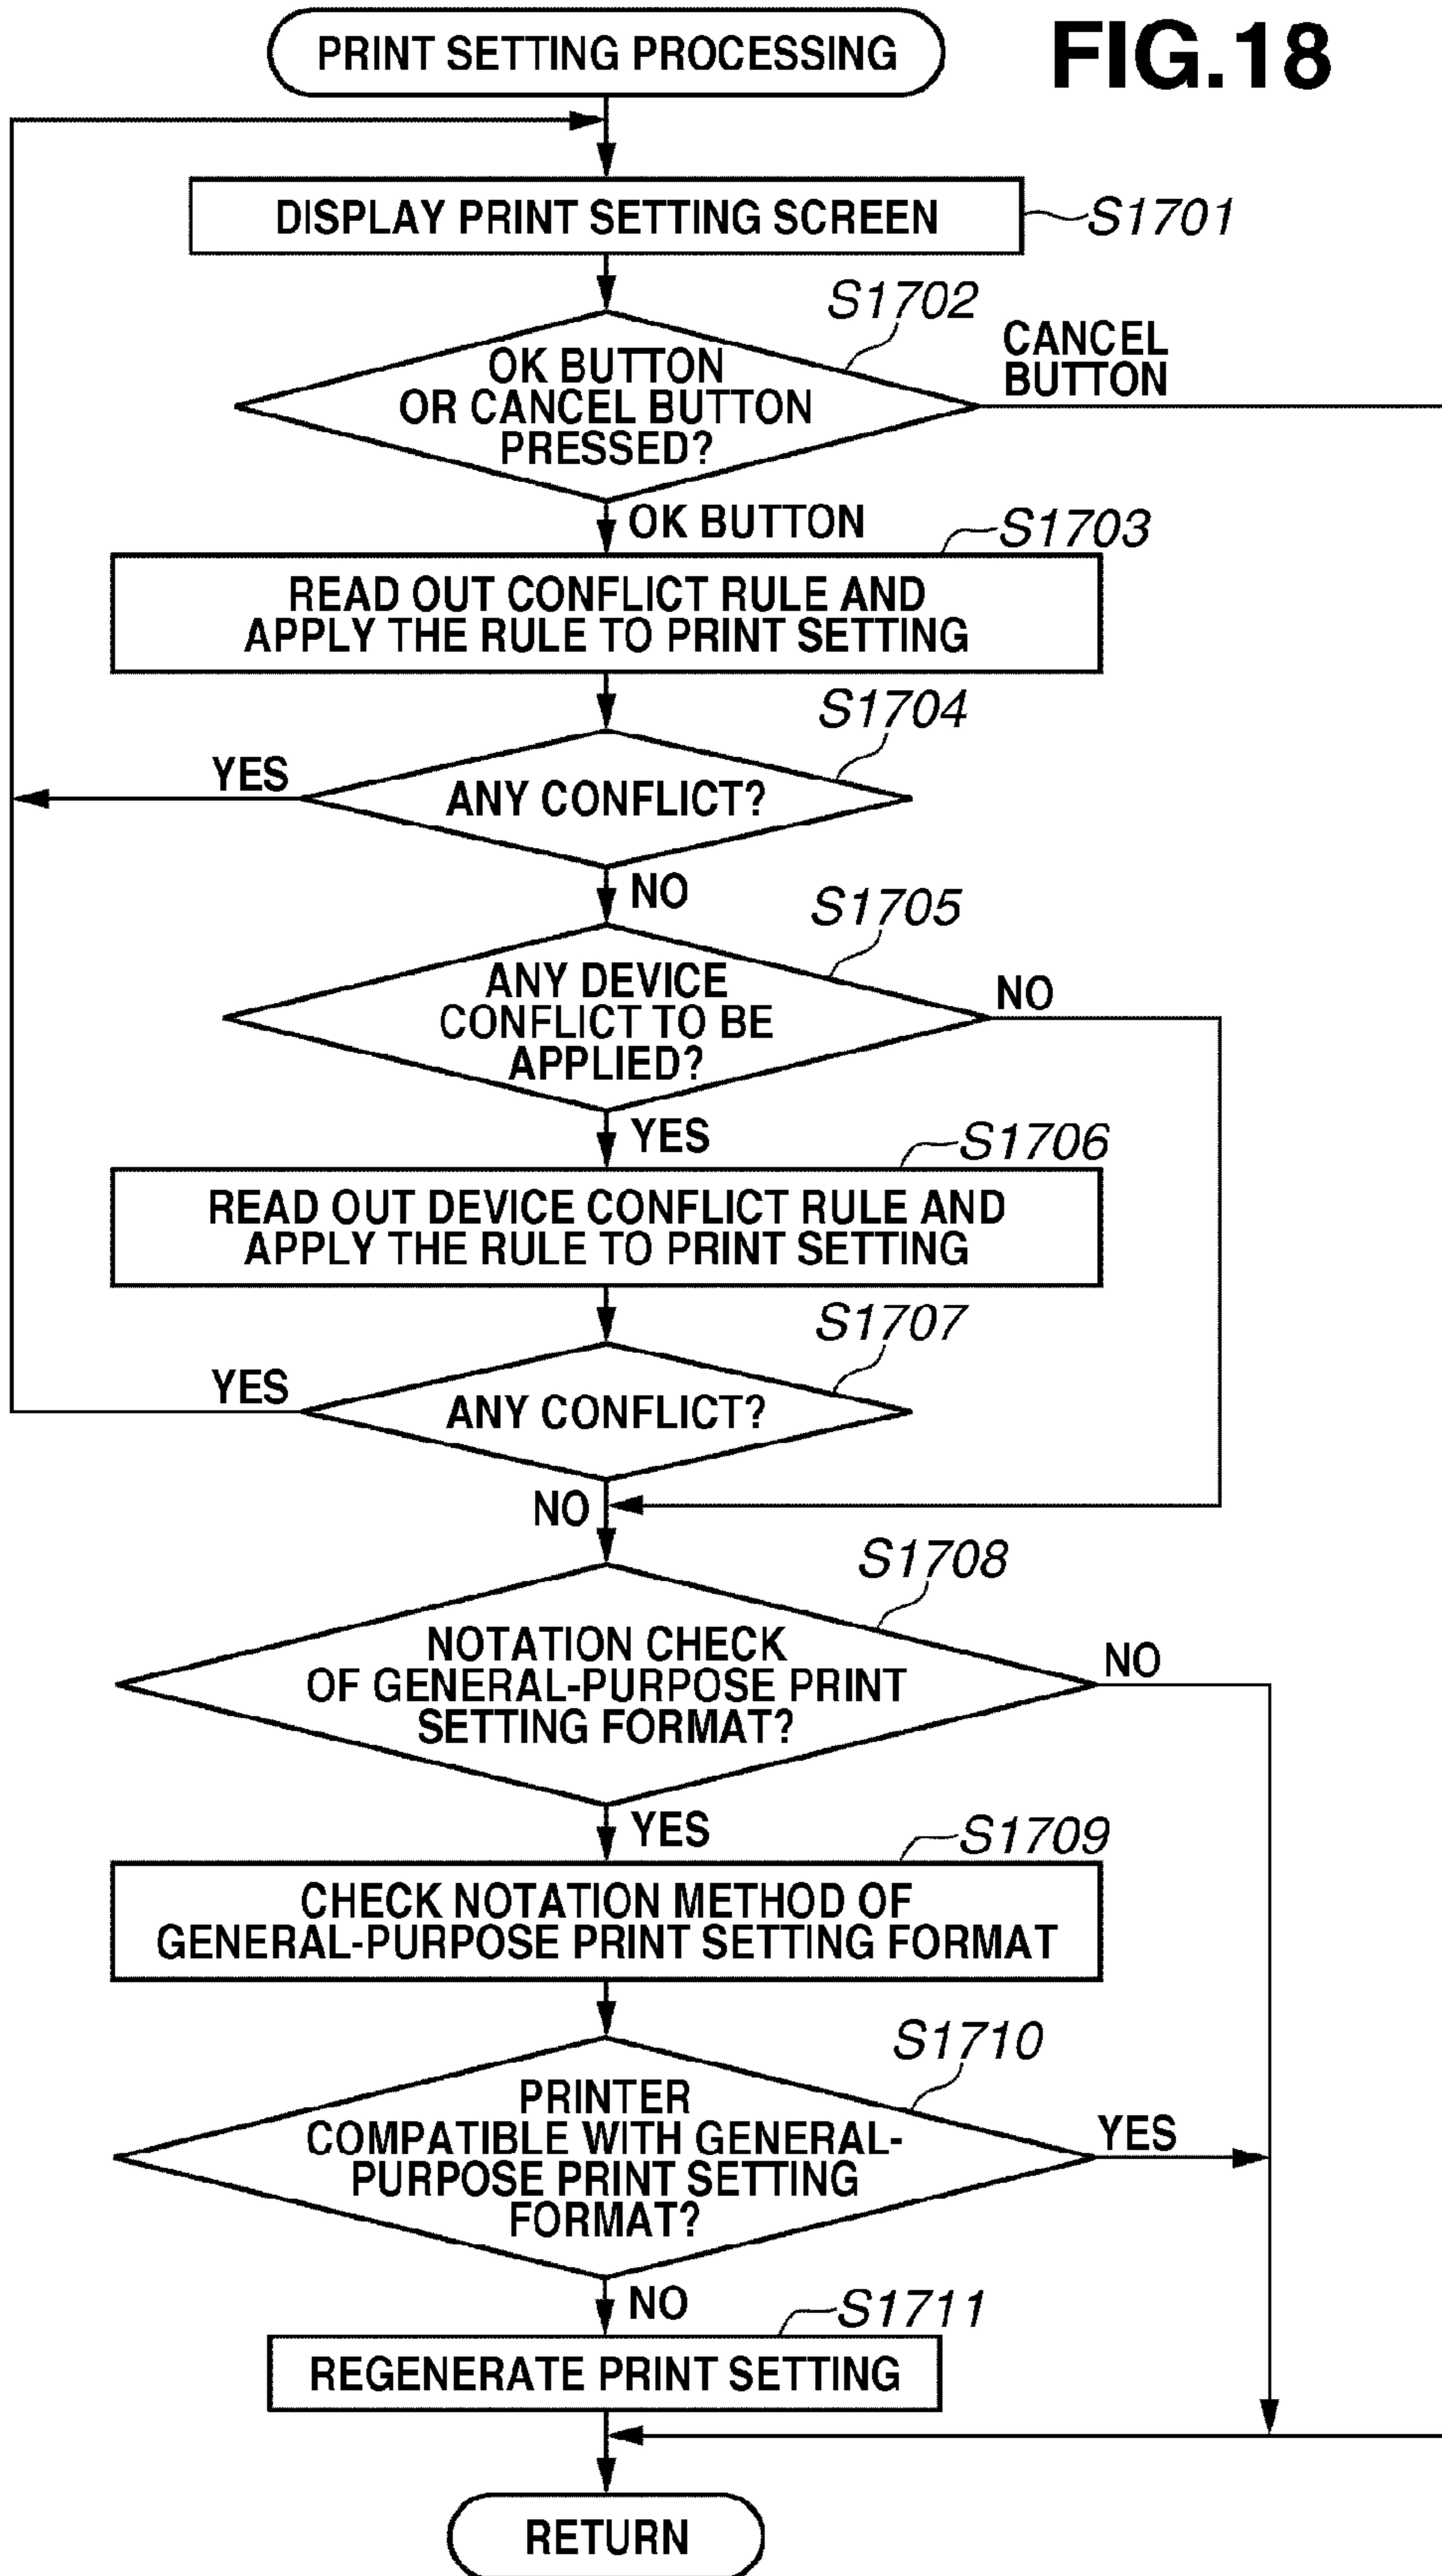 PRINT SETTING PROCESSING
FIG.18
DISPLAY PRINT SETTING SCREEN
S1701
S1702
OK BUTTON
OR CANCEL BUTTON
PRESSED?
CANCEL
BUTTON
OK BUTTON
S1703
READ OUT CONFLICT RULE AND
APPLY THE RULE TO PRINT SETTING
S1704
YES
ANY CONFLICT?
NO
S1705
ANY DEVICE
CONFLICT TO BE
APPLIED?
NO
YES
S1706
READ OUT DEVICE CONFLICT RULE AND
APPLY THE RULE TO PRINT SETTING
S1707
YES
ANY CONFLICT?
NO
S1708
NOTATION CHECK
OF GENERAL-PURPOSE PRINT
SETTING FORMAT?
NO
YES
S1709
CHECK NOTATION METHOD OF
GENERAL-PURPOSE PRINT SETTING FORMAT
S1710
PRINTER
COMPATIBLE WITH GENERAL-
PURPOSE PRINT SETTING
FORMAT?
YES
NO
S1711
REGENERATE PRINT SETTING
RETURN